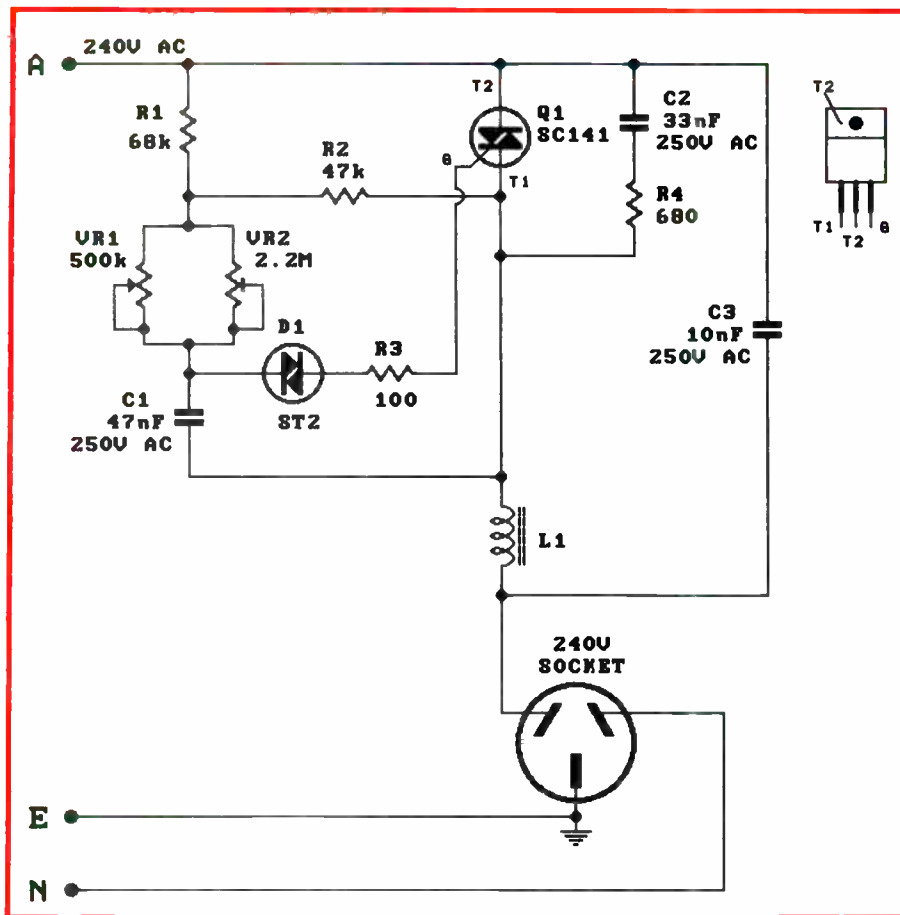 A
240V AC
R1
68k
R2
47k
T2
Q1
SC141
G
T1
C2
33nF
250V AC
R4
680
T2
T1
T2
G
VR1
500k
VR2
2.2M
D1
ST2
R3
100
C1
47nF
250V AC
C3
10nF
250V AC
L1
240V
SOCKET
E
N